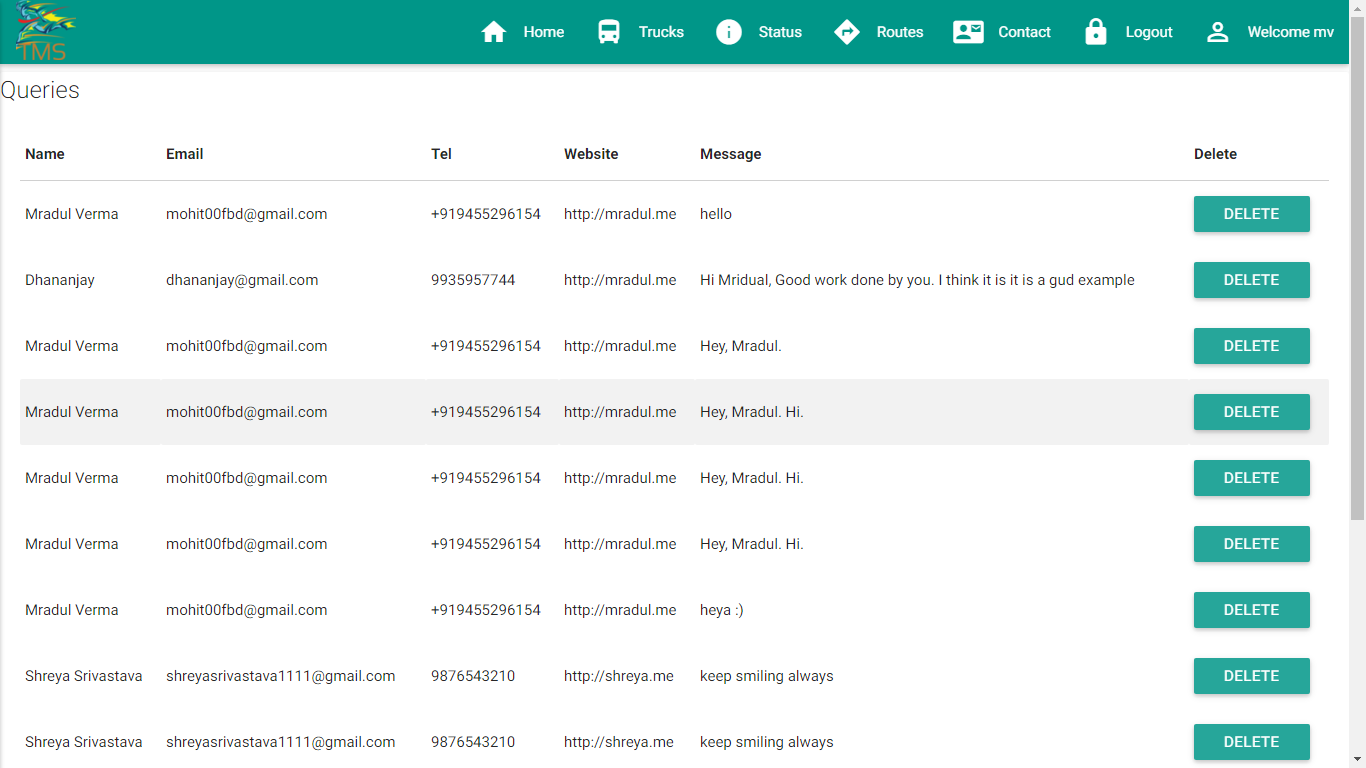 TMS
Home Trucks Status Routes Contact Logout Welcome mv
Queries
Name Email Tel Website Message Delete
Mradul Verma mohit00fbd@gmail.com +919455296154 http://mradul.me hello DELETE
Dhananjay dhananjay@gmail.com 9935957744 http://mradul.me Hi Mridual, Good work done by you. I think it is it is a gud example DELETE
Mradul Verma mohit00fbd@gmail.com +919455296154 http://mradul.me Hey, Mradul. DELETE
Mradul Verma mohit00fbd@gmail.com +919455296154 http://mradul.me Hey, Mradul. Hi. DELETE
Mradul Verma mohit00fbd@gmail.com +919455296154 http://mradul.me Hey, Mradul. Hi. DELETE
Mradul Verma mohit00fbd@gmail.com +919455296154 http://mradul.me Hey, Mradul. Hi. DELETE
Mradul Verma mohit00fbd@gmail.com +919455296154 http://mradul.me heya :) DELETE
Shreya Srivastava shreyasrivastava1111@gmail.com 9876543210 http://shreya.me keep smiling always DELETE
Shreya Srivastava shreyasrivastava1111@gmail.com 9876543210 http://shreya.me keep smiling always DELETE